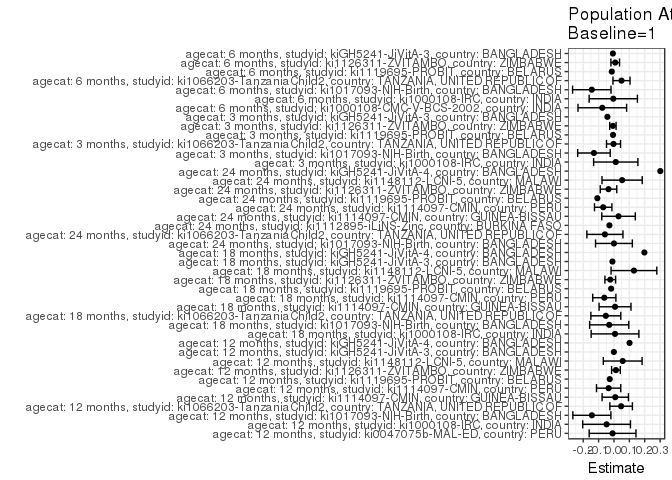 Population At
Baseline=1
agecat: 6 months, studyid: kiGH5241-JiVitA-3, country: BANGLADESH
agecat: 6 months, studyid: ki1126311-ZVITAMBO, country: ZIMBABWE
agecat: 6 months, studyid: ki1119695-PROBIT, country: BELARUS
agecat: 6 months, studyid: ki1066203-TanzaniaChild2, country: TANZANIA, UNITED REPUBLIC OF
agecat: 6 months, studyid: ki1017093-NIH-Birth, country: BANGLADESH
agecat: 6 months, studyid: ki1000108-IRC, country: INDIA
agecat: 6 months, studyid: ki1000108-CMC-V-BCS-2002, country: INDIA
agecat: 3 months, studyid: kiGH5241-JiVitA-3, country: BANGLADESH
agecat: 3 months, studyid: ki1126311-ZVITAMBO, country: ZIMBABWE
agecat: 3 months, studyid: ki1119695-PROBIT, country: BELARUS
agecat: 3 months, studyid: ki1066203-TanzaniaChild2, country: TANZANIA, UNITED REPUBLIC OF
agecat: 3 months, studyid: ki1017093-NIH-Birth, country: BANGLADESH
agecat: 3 months, studyid: ki1000108-IRC, country: INDIA
agecat: 24 months, studyid: kiGH5241-JiVitA-4, country: BANGLADESH
agecat: 24 months, studyid: ki1148112-LCNI-5, country: MALAWI
agecat: 24 months, studyid: ki1126311-ZVITAMBO, country: ZIMBABWE
agecat: 24 months, studyid: ki1119695-PROBIT, country: BELARUS
agecat: 24 months, studyid: ki1114097-CMIN, country: PERU
agecat: 24 months, studyid: ki1114097-CMIN, country: GUINEA-BISSAU
agecat: 24 months, studyid: ki1112895-iLiNS-Zinc, country: BURKINA FASO
agecat: 24 months, studyid: ki1066203-TanzaniaChild2, country: TANZANIA, UNITED REPUBLIC OF
agecat: 24 months, studyid: ki1017093-NIH-Birth, country: BANGLADESH
agecat: 18 months, studyid: kiGH5241-JiVitA-4, country: BANGLADESH
agecat: 18 months, studyid: kiGH5241-JiVitA-3, country: BANGLADESH
agecat: 18 months, studyid: ki1148112-LCNI-5, country: MALAWI
agecat: 18 months, studyid: ki1126311-ZVITAMBO, country: ZIMBABWE
agecat: 18 months, studyid: ki1119695-PROBIT, country: BELARUS
agecat: 18 months, studyid: ki1114097-CMIN, country: PERU
agecat: 18 months, studyid: ki1114097-CMIN, country: GUINEA-BISSAU
agecat: 18 months, studyid: ki1066203-TanzaniaChild2, country: TANZANIA, UNITED REPUBLIC OF
agecat: 18 months, studyid: ki1017093-NIH-Birth, country: BANGLADESH
agecat: 18 months, studyid: ki1000108-IRC, country: INDIA
agecat: 12 months, studyid: kiGH5241-JiVitA-4, country: BANGLADESH
agecat: 12 months, studyid: kiGH5241-JiVitA-3, country: BANGLADESH
agecat: 12 months, studyid: ki1148112-LCNI-5, country: MALAWI
agecat: 12 months, studyid: ki1126311-ZVITAMBO, country: ZIMBABWE
agecat: 12 months, studyid: ki1119695-PROBIT, country: BELARUS
agecat: 12 months, studyid: ki1114097-CMIN, country: PERU
agecat: 12 months, studyid: ki1114097-CMIN, country: GUINEA-BISSAU
agecat: 12 months, studyid: ki1066203-TanzaniaChild2, country: TANZANIA, UNITED REPUBLIC OF
agecat: 12 months, studyid: ki1017093-NIH-Birth, country: BANGLADESH
agecat: 12 months, studyid: ki1000108-IRC, country: INDIA
agecat: 12 months, studyid: ki0047075b-MAL-ED, country: PERU
-0.2 -0.1 0.0 0.1 0.2 0.3
Estimate